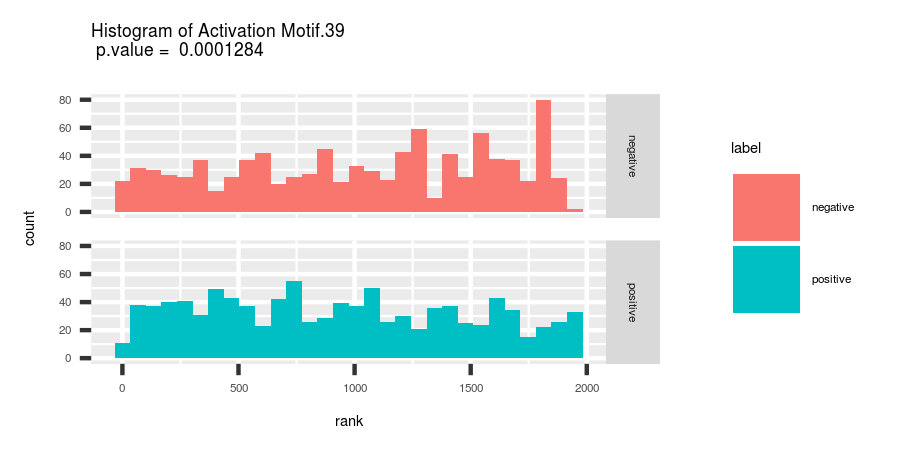 Histogram of Activation Motif.39
p.value = 0.0001284
count
80
60
40
20
0
negative
80
60
40
20
0
positive
0
500
1000
1500
2000
rank
label
negative
positive